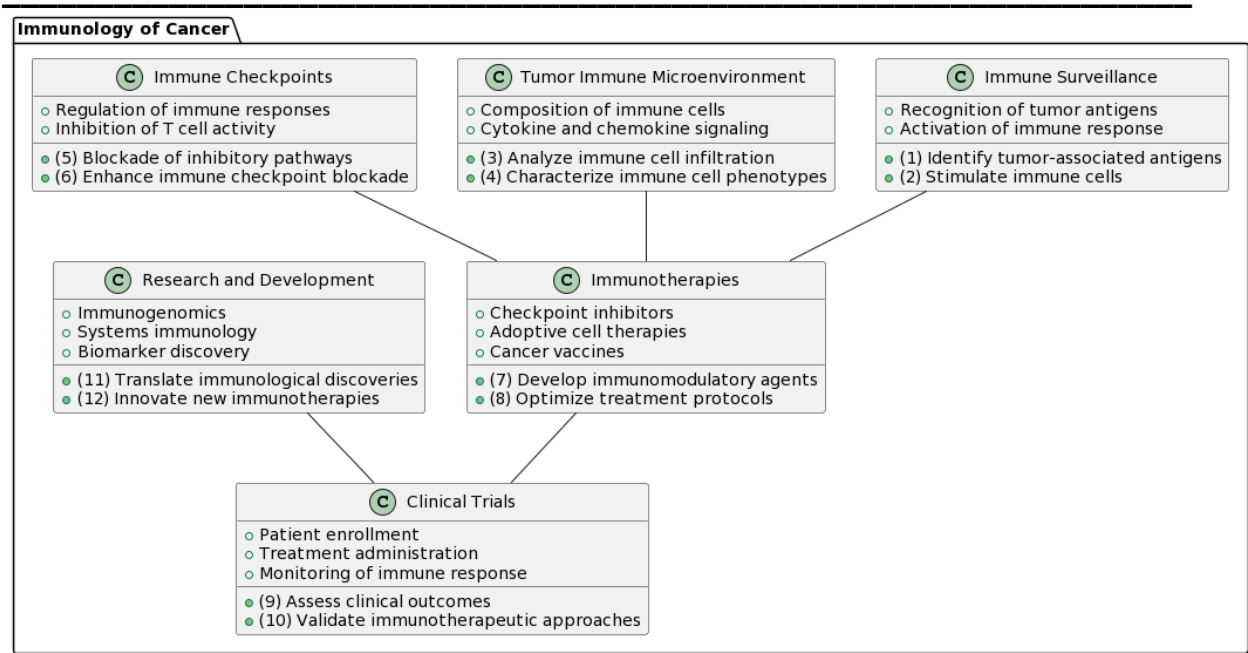 Immunology of Cancer
C Immune Checkpoints
Regulation of immune responses
Inhibition of T cell activity
(5) Blockade of inhibitory pathways
(6) Enhance immune checkpoint blockade
C Tumor Immune Microenvironment
Composition of immune cells
Cytokine and chemokine signaling
(3) Analyze immune cell infiltration
(4) Characterize immune cell phenotypes
C Immune Surveillance
Recognition of tumor antigens
Activation of immune response
(1) Identify tumor-associated antigens
(2) Stimulate immune cells
C Research and Development
Immunogenomics
Systems immunology
Biomarker discovery
(11) Translate immunological discoveries
(12) Innovate new immunotherapies
C Immunotherapies
Checkpoint inhibitors
Adoptive cell therapies
Cancer vaccines
(7) Develop immunomodulatory agents
(8) Optimize treatment protocols
C Clinical Trials
Patient enrollment
Treatment administration
Monitoring of immune response
(9) Assess clinical outcomes
(10) Validate immunotherapeutic approaches